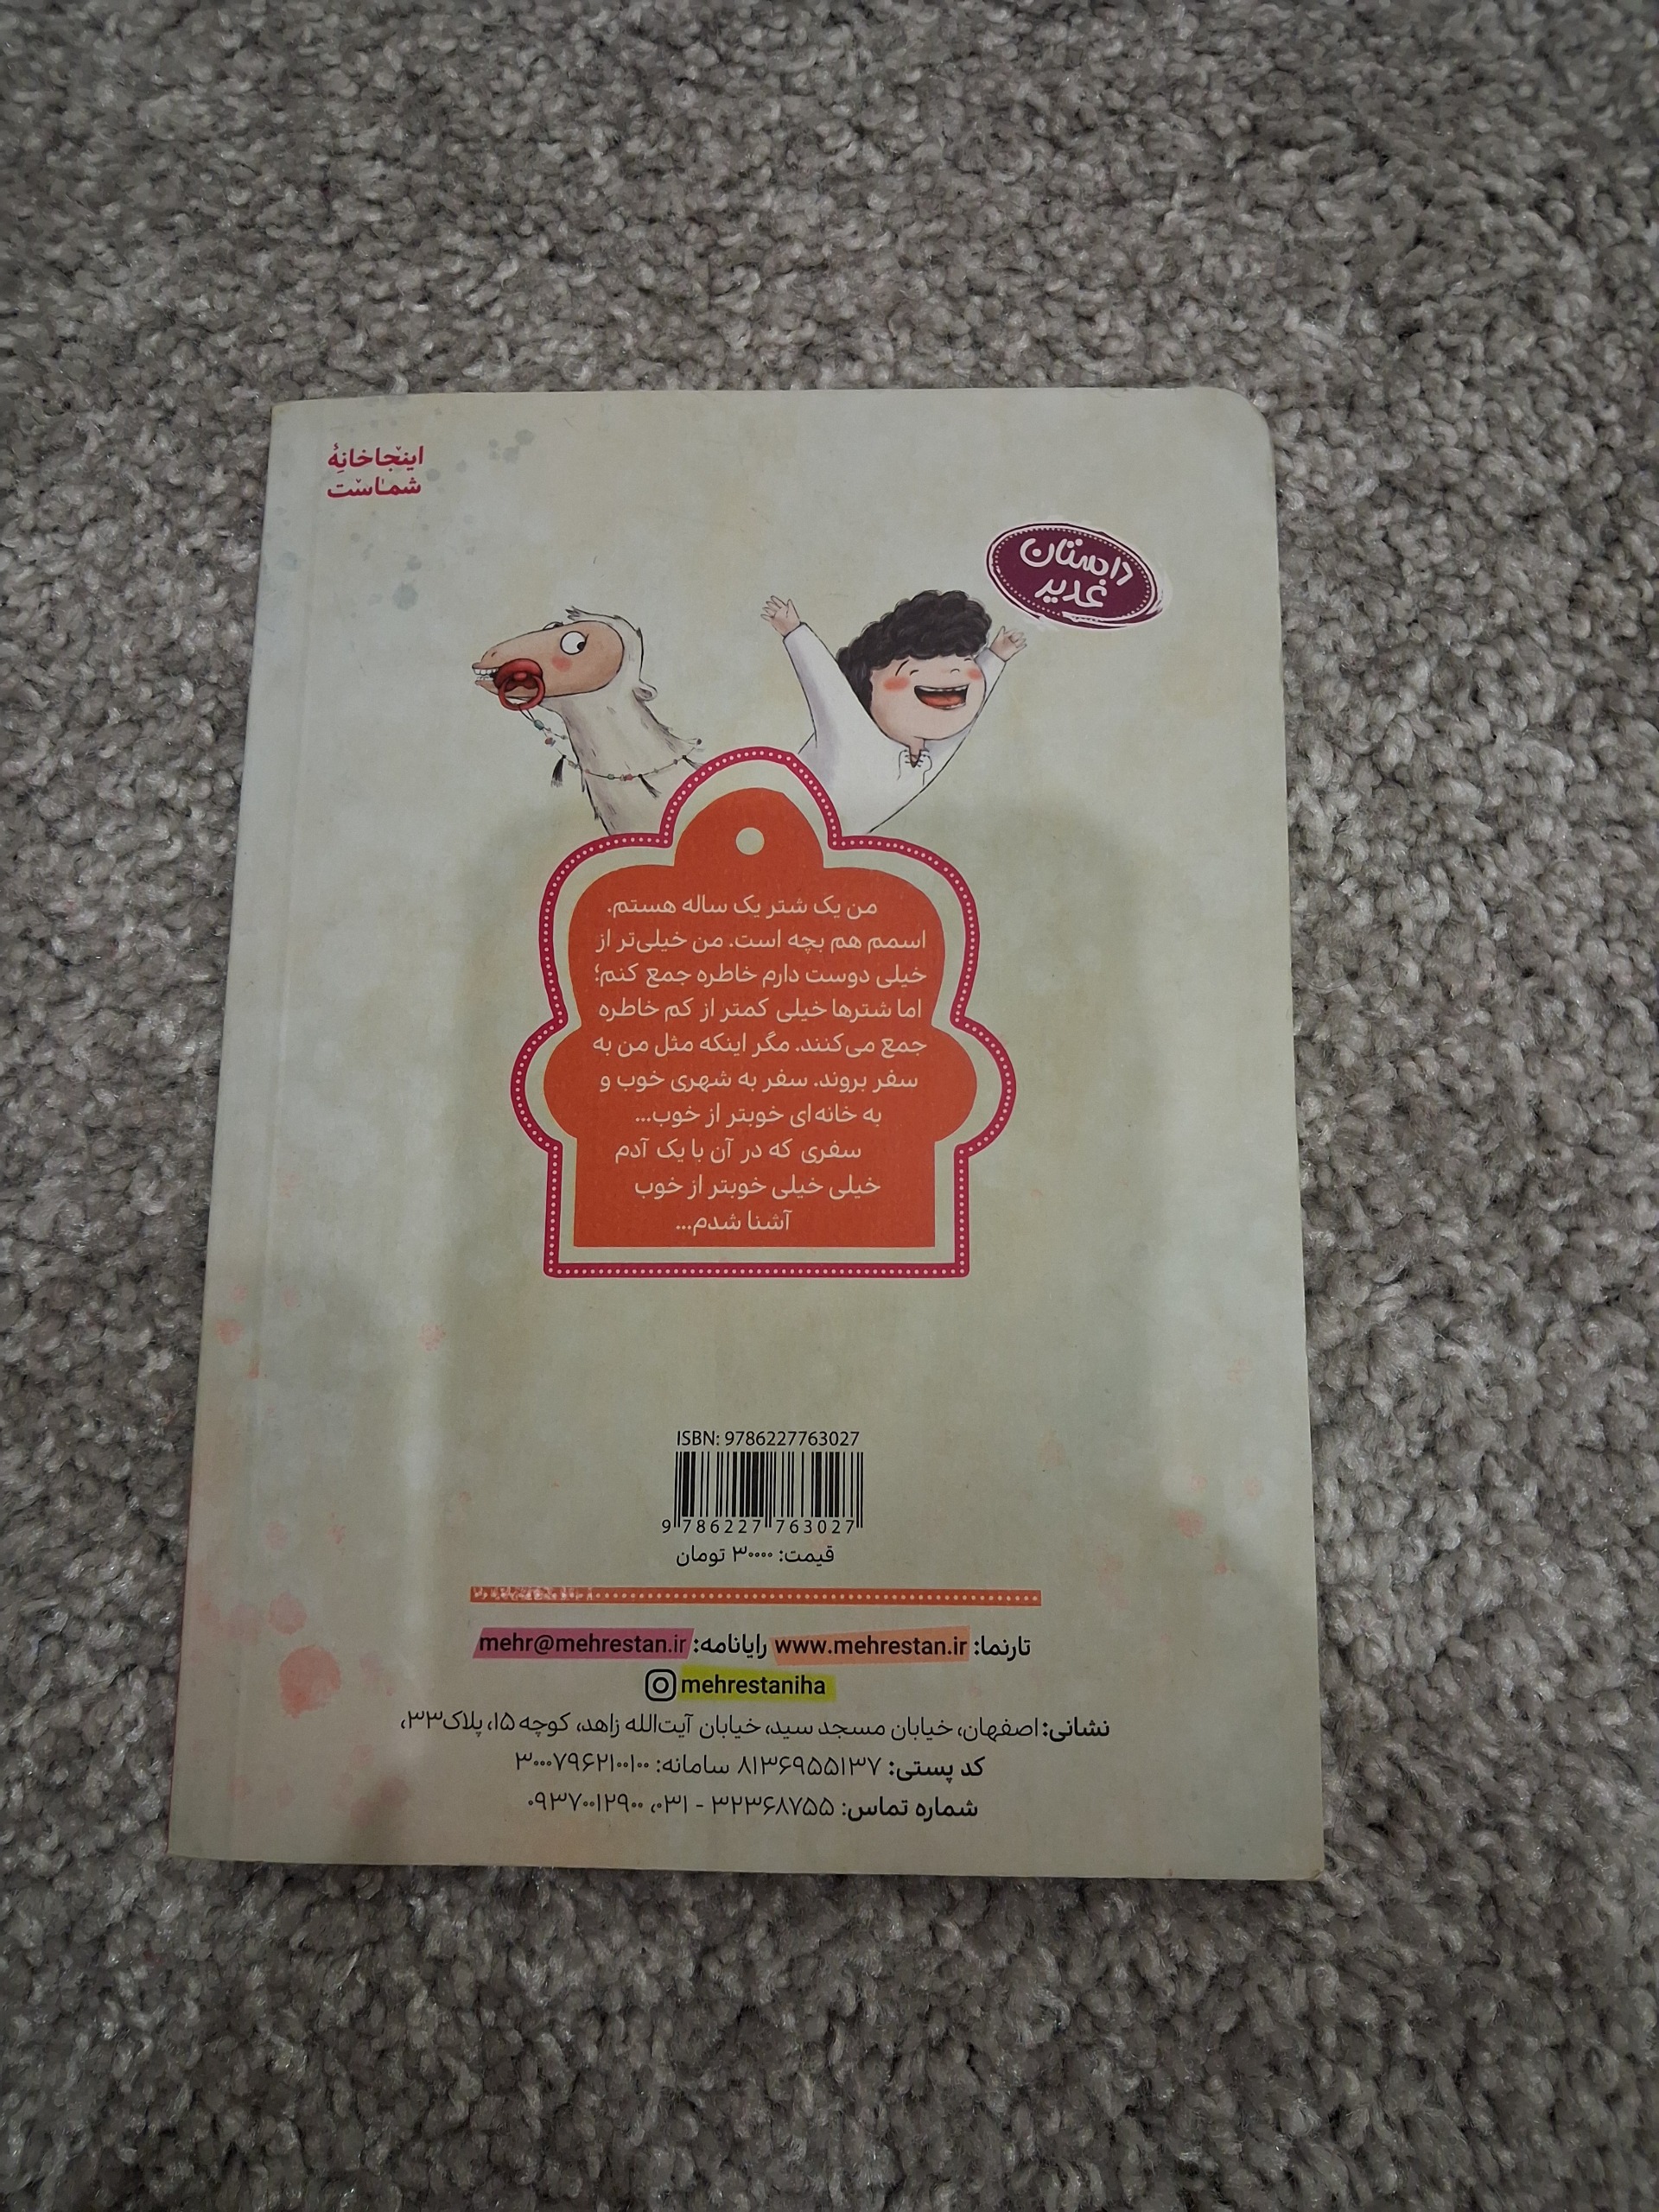 اینجا خانهٔ
شماست
داستان
غدیر
من یک شتر یک ساله هستم.
اسمم هم بچه است. من خیلی‌تر از
خیلی دوست دارم خاطره جمع کنم؛
اما شترها خیلی کمتر از کم خاطره
جمع می‌کنند. مگر اینکه مثل من به
سفر بروند. سفر به شهری خوب و
به خانه‌ای خوبتر از خوب...
سفری که در آن با یک آدم
خیلی خیلی خوبتر از خوب
آشنا شدم...
ISBN: 9786227763027
9 786227 763027
قیمت: ۳۰۰۰۰ تومان
تارنما: www.mehrestan.ir رایانامه: mehr@mehrestan.ir
mehrestaniha
نشانی: اصفهان، خیابان مسجد سید، خیابان آیت‌الله زاهد، کوچه ۱۵، پلاک ۳۳،
کد پستی: ۸۱۳۶۹۵۵۱۳۷ سامانه: ۳۰۰۰۷۹۶۲۱۰۰۱۰۰
شماره تماس: ۳۲۳۶۸۷۵۵ - ۰۳۱، ۰۹۳۷۰۰۱۲۹۰۰